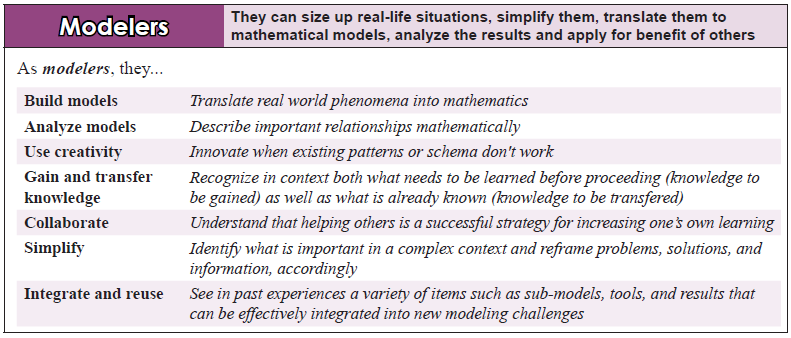 Modelers
They can size up real-life situations, simplify them, translate them to
mathematical models, analyze the results and apply for benefit of others
As modelers, they...
Build models Translate real world phenomena into mathematics
Analyze models Describe important relationships mathematically
Use creativity Innovate when existing patterns or schema don't work
Gain and transfer Recognize in context both what needs to be learned before proceeding (knowledge to
knowledge be gained) as well as what is already known (knowledge to be transfered)
Collaborate Understand that helping others is a successful strategy for increasing one’s own learning
Simplify Identify what is important in a complex context and reframe problems, solutions, and
information, accordingly
Integrate and reuse See in past experiences a variety of items such as sub-models, tools, and results that
can be effectively integrated into new modeling challenges